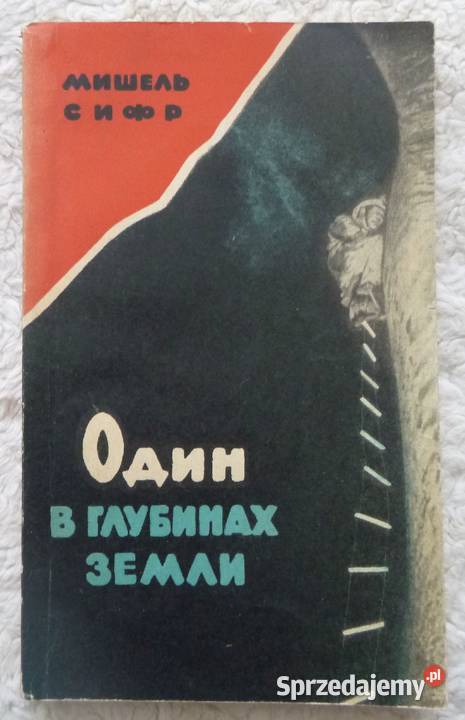 МИШЕЛЬ
СИФР
Один
В ГЛУБИНАХ
ЗЕМЛИ
Sprzedajemy.pl